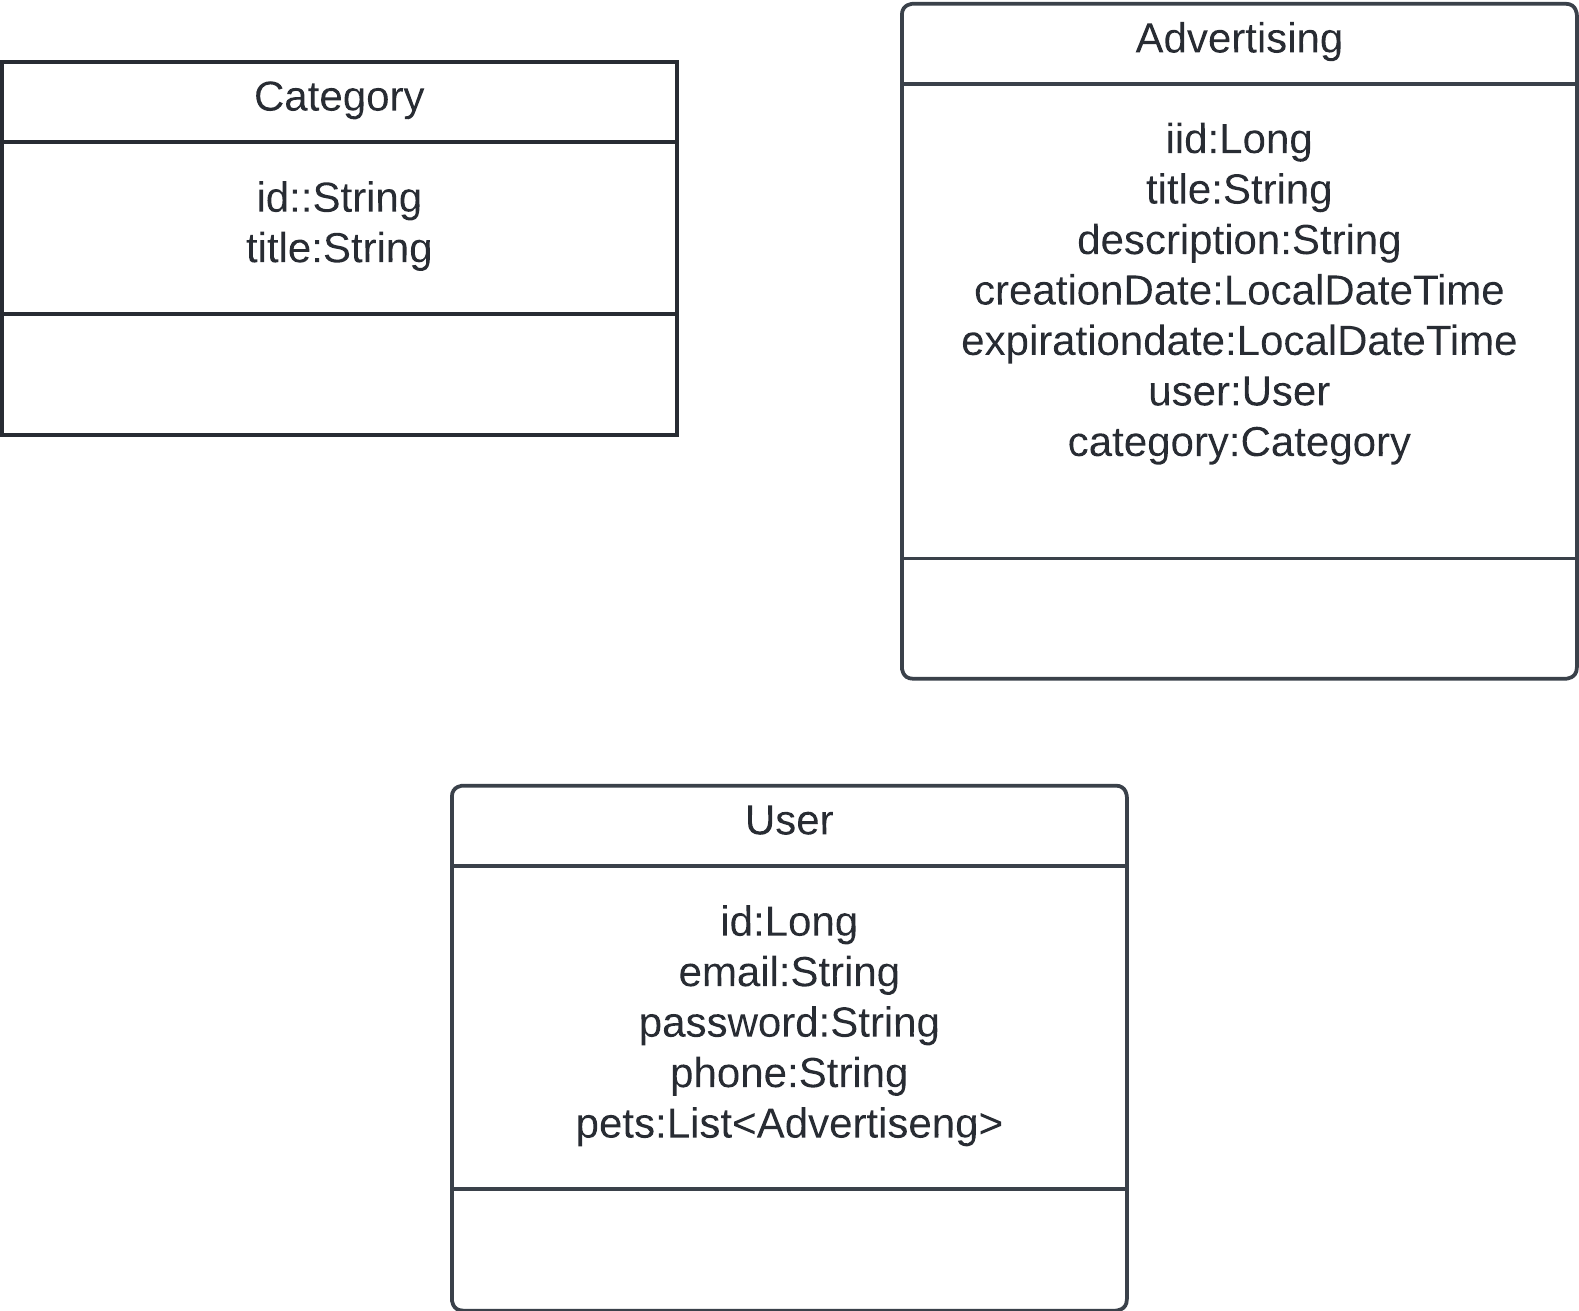 Category
id::String
title:String
Advertising
iid:Long
title:String
description:String
creationDate:LocalDateTime
expirationdate:LocalDateTime
user:User
category:Category
User
id:Long
email:String
password:String
phone:String
pets:List<Advertiseng>